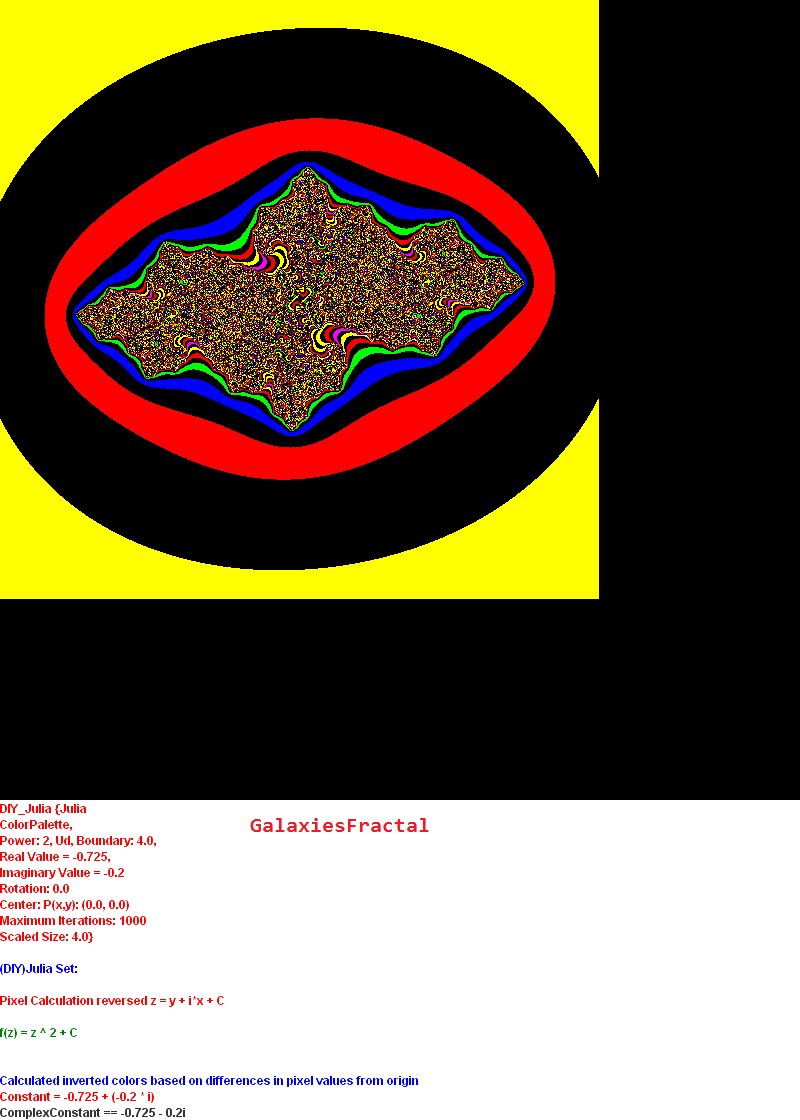 DIY_Julia {Julia
ColorPalette,
GalaxiesFractal
Power: 2, Ud, Boundary: 4.0,
Real Value = -0.725,
Imaginary Value = -0.2
Rotation: 0.0
Center: P(x,y): (0.0, 0.0)
Maximum Iterations: 1000
Scaled Size: 4.0}
(DIY)Julia Set:
Pixel Calculation reversed z = y + i*x + C
f(z) = z ^ 2 + C
Calculated inverted colors based on differences in pixel values from origin
Constant = -0.725 + (-0.2 * i)
ComplexConstant == -0.725 - 0.2i